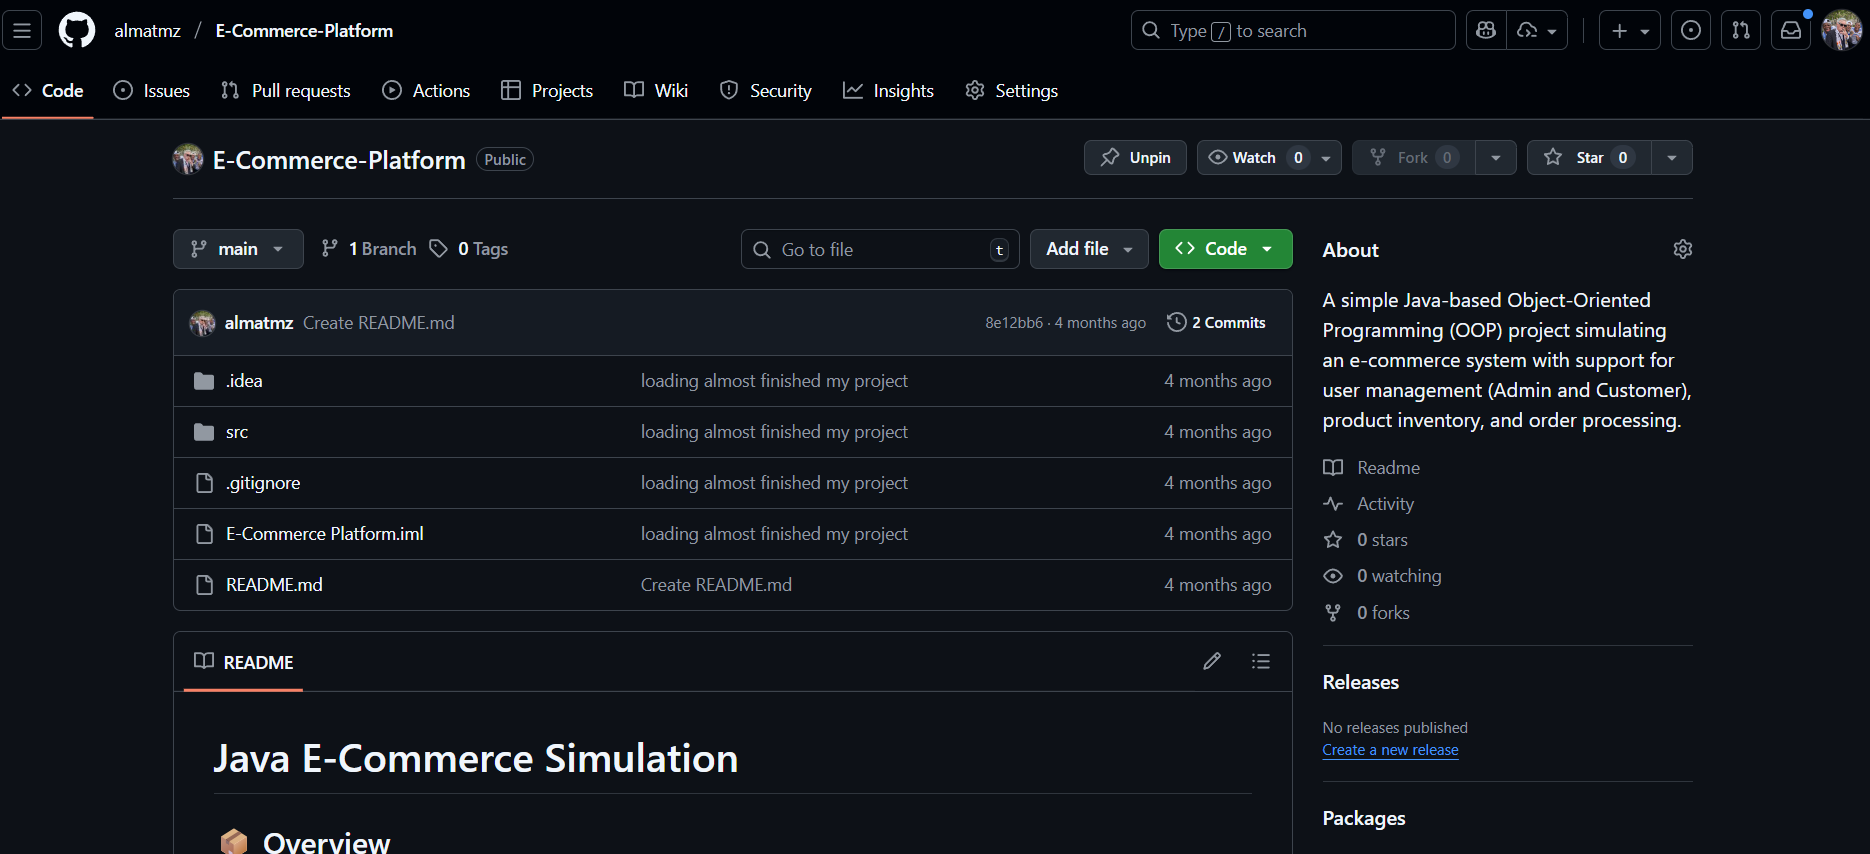 almatmz / E-Commerce-Platform
Type / to search
Code Issues Pull requests Actions Projects Wiki Security Insights Settings
E-Commerce-Platform Public
Unpin Watch 0 Fork 0 Star 0
main 1 Branch 0 Tags
Go to file t Add file Code
almatmz Create README.md 8e12bb6 · 4 months ago 2 Commits
.idea loading almost finished my project 4 months ago
src loading almost finished my project 4 months ago
.gitignore loading almost finished my project 4 months ago
E-Commerce Platform.iml loading almost finished my project 4 months ago
README.md Create README.md 4 months ago
README
Java E-Commerce Simulation
📦 Overview
About
A simple Java-based Object-Oriented
Programming (OOP) project simulating
an e-commerce system with support for
user management (Admin and Customer),
product inventory, and order processing.
Readme
Activity
0 stars
0 watching
0 forks
Releases
No releases published
Create a new release
Packages